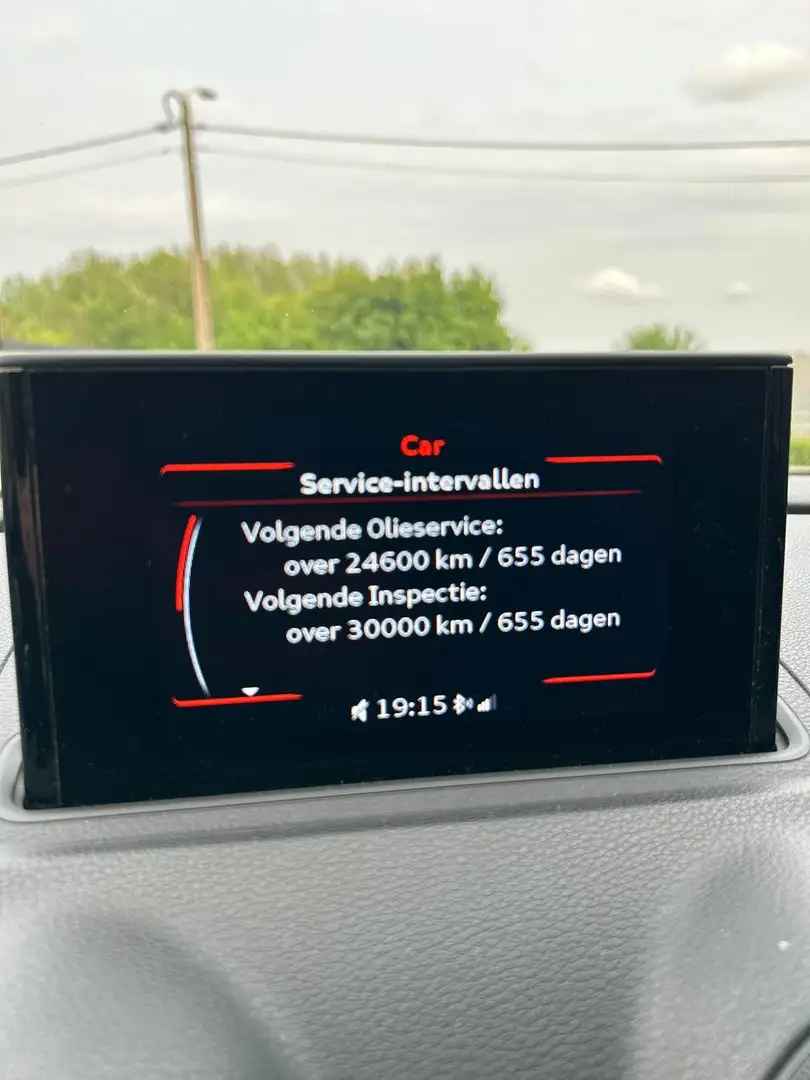 Car
Service-intervallen
Volgende Olieservice:
over 24600 km / 655 dagen
Volgende Inspectie:
over 30000 km / 655 dagen
19:15